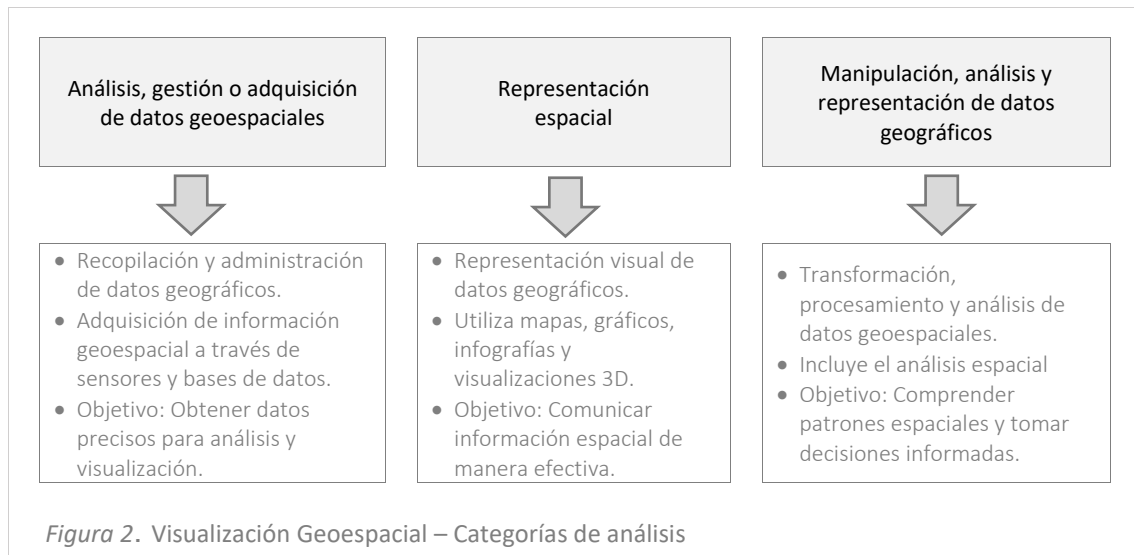 Análisis, gestión o adquisición
de datos geoespaciales
Representación
espacial
Manipulación, análisis y
representación de datos
geográficos
• Recopilación y administración
de datos geográficos.
• Adquisición de información
geoespacial a través de
sensores y bases de datos.
• Objetivo: Obtener datos
precisos para análisis y
visualización.
• Representación visual de
datos geográficos.
• Utiliza mapas, gráficos,
infografías y
visualizaciones 3D.
• Objetivo: Comunicar
información espacial de
manera efectiva.
• Transformación,
procesamiento y análisis de
datos geoespaciales.
• Incluye el análisis espacial
• Objetivo: Comprender
patrones espaciales y tomar
decisiones informadas.
Figura 2. Visualización Geoespacial – Categorías de análisis